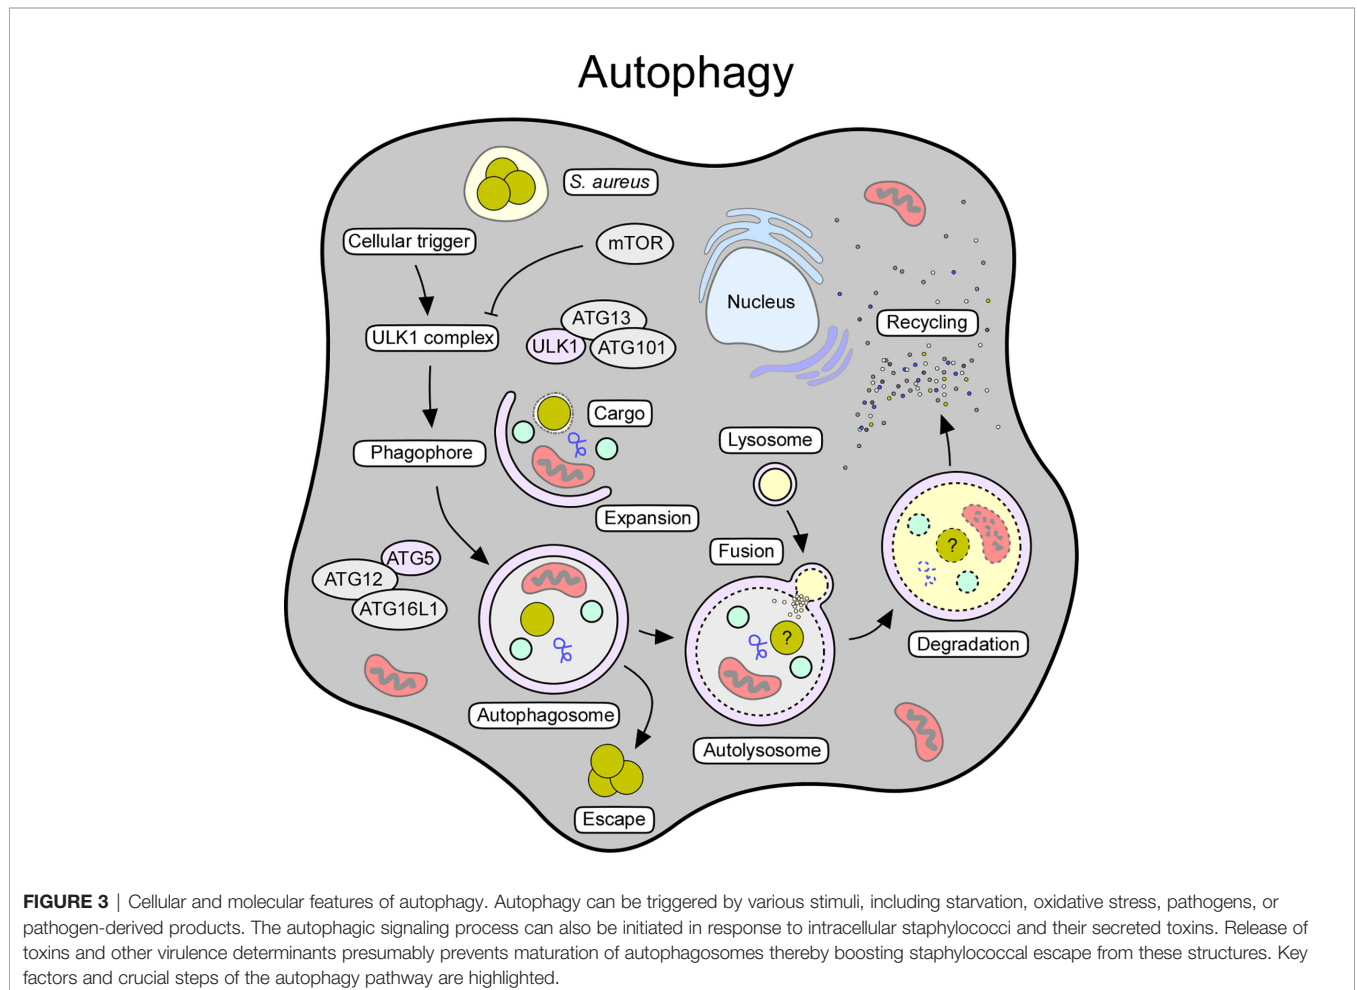 Autophagy
S. aureus
Cellular trigger
mTOR
Nucleus
ULK1 complex
ATG13
ULK1
ATG101
Recycling
Cargo
Phagophore
Lysosome
Expansion
Fusion
?
ATG5
ATG12
ATG16L1
?
Degradation
Autophagosome
Autolysosome
Escape
FIGURE 3 | Cellular and molecular features of autophagy. Autophagy can be triggered by various stimuli, including starvation, oxidative stress, pathogens, or
pathogen-derived products. The autophagic signaling process can also be initiated in response to intracellular staphylococci and their secreted toxins. Release of
toxins and other virulence determinants presumably prevents maturation of autophagosomes thereby boosting staphylococcal escape from these structures. Key
factors and crucial steps of the autophagy pathway are highlighted.